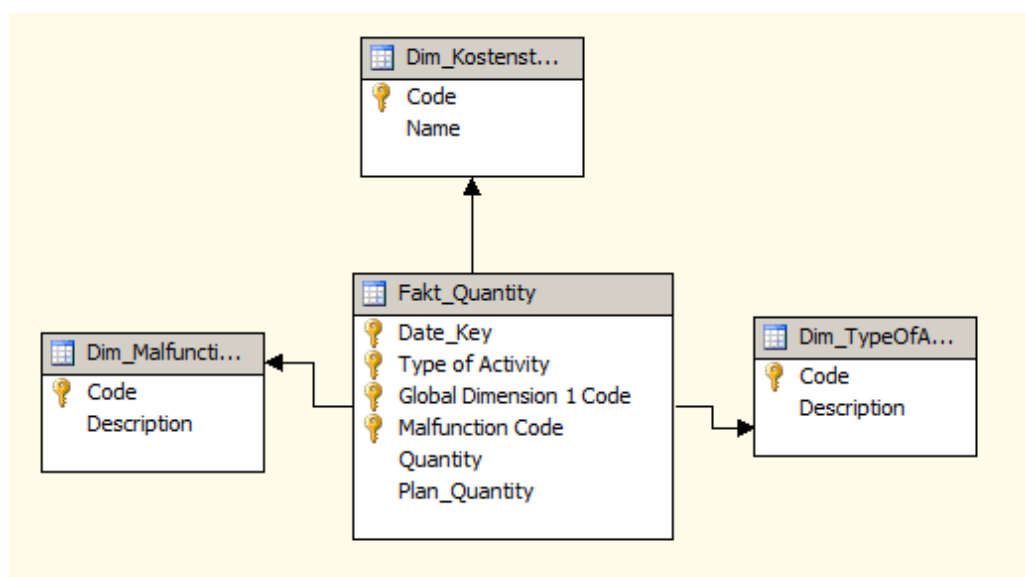 Dim_Kostenst...
Code
Name
Fakt_Quantity
Date_Key
Type of Activity
Global Dimension 1 Code
Malfunction Code
Quantity
Plan_Quantity
Dim_Malfuncti...
Code
Description
Dim_TypeOfA...
Code
Description